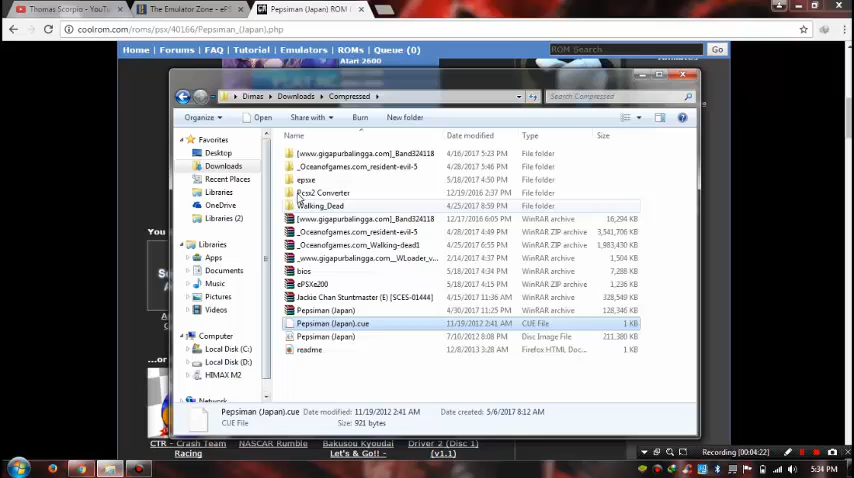 Thomas Scorpio - YouTu
The Emulator Zone - ePS
Pepsiman (Japan) ROM
coolrom.com/roms/psx/40166/Pepsiman_(Japan).php
Home | Forums | FAQ | Tutorial | Emulators | ROMs | Queue (0)
ROM Search
Go
Atari 2600
Dimas
Downloads
Compressed
Search Compressed
Organize
Open
Share with
Burn
New folder
Favorites
Desktop
Downloads
Recent Places
Libraries
OneDrive
Libraries (2)
Libraries
Apps
Documents
Music
Pictures
Videos
Computer
Local Disk (C:)
Local Disk (D:)
HIMAX M2
Network
Name Date modified Type Size
[www.gigapurbalingga.com]_Band324118 4/16/2017 5:23 PM File folder
_Oceanofgames.com_resident-evil-5 4/28/2017 5:46 PM File folder
epsxe 5/18/2017 4:50 PM File folder
Pcsx2 Converter 12/19/2016 2:37 PM File folder
Walking_Dead 4/25/2017 8:59 PM File folder
[www.gigapurbalingga.com]_Band324118 12/17/2016 6:05 PM WinRAR archive 16,294 KB
_Oceanofgames.com_resident-evil-5 4/28/2017 4:39 PM WinRAR ZIP archive 3,541,706 KB
_Oceanofgames.com_Walking-dead1 4/25/2017 6:55 PM WinRAR ZIP archive 1,983,430 KB
_www.gigapurbalingga.com__WLoader_v... 2/14/2017 4:37 PM WinRAR archive 1,504 KB
bios 5/18/2017 4:34 PM WinRAR archive 7,288 KB
ePSXe200 5/18/2017 4:15 PM WinRAR ZIP archive 1,236 KB
Jackie Chan Stuntmaster (E) [SCES-01444] 4/15/2017 11:36 AM WinRAR archive 328,549 KB
Pepsiman (Japan) 4/30/2017 11:25 PM WinRAR archive 128,346 KB
Pepsiman (Japan).cue 11/19/2012 2:41 AM CUE File 1 KB
Pepsiman (Japan) 7/10/2012 8:08 PM Disc Image File 211,380 KB
readme 12/8/2013 3:28 AM Firefox HTML Doc... 1 KB
Pepsiman (Japan).cue Date modified: 11/19/2012 2:41 AM Date created: 5/6/2017 8:12 AM
CUE File Size: 921 bytes
You
...or
CTR - Crash Team
Racing
NASCAR Rumble
Bakusou Kyoudai
Let's & Go!!
Driver 2 (Disc 1)
(v1.1)
Recording [00:04:22]
5:34 PM